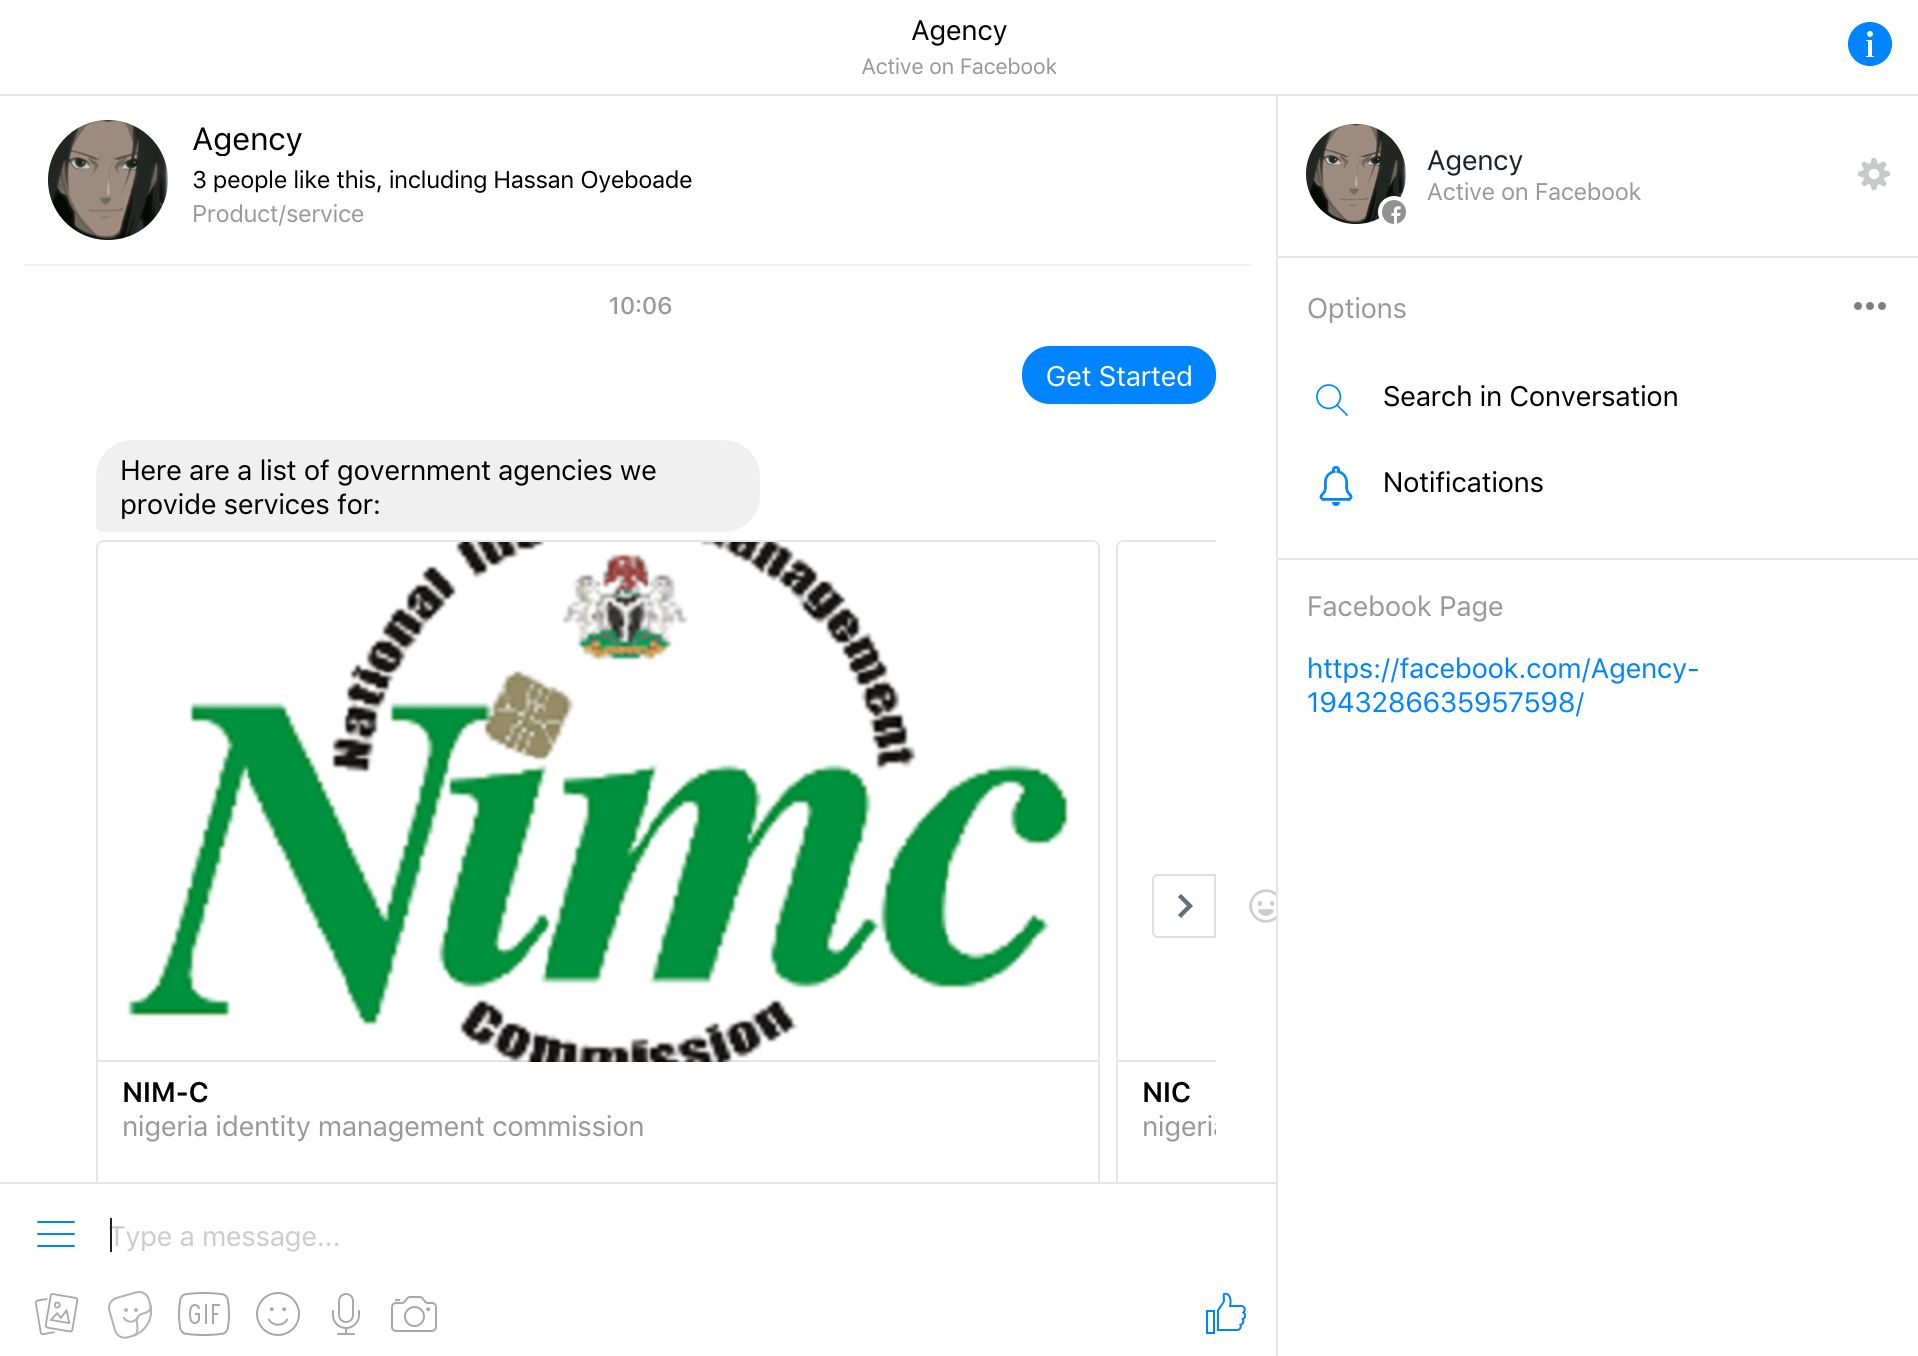 Agency
Active on Facebook
Agency
3 people like this, including Hassan Oyeboade
Product/service
10:06
Get Started
Here are a list of government agencies we
provide services for:
National Management
Nimc
Commission
NIM-C
nigeria identity management commission
NIC
Type a message...
GIF
Agency
Active on Facebook
Options
Search in Conversation
Notifications
Facebook Page
https://facebook.com/Agency-
1943286635957598/